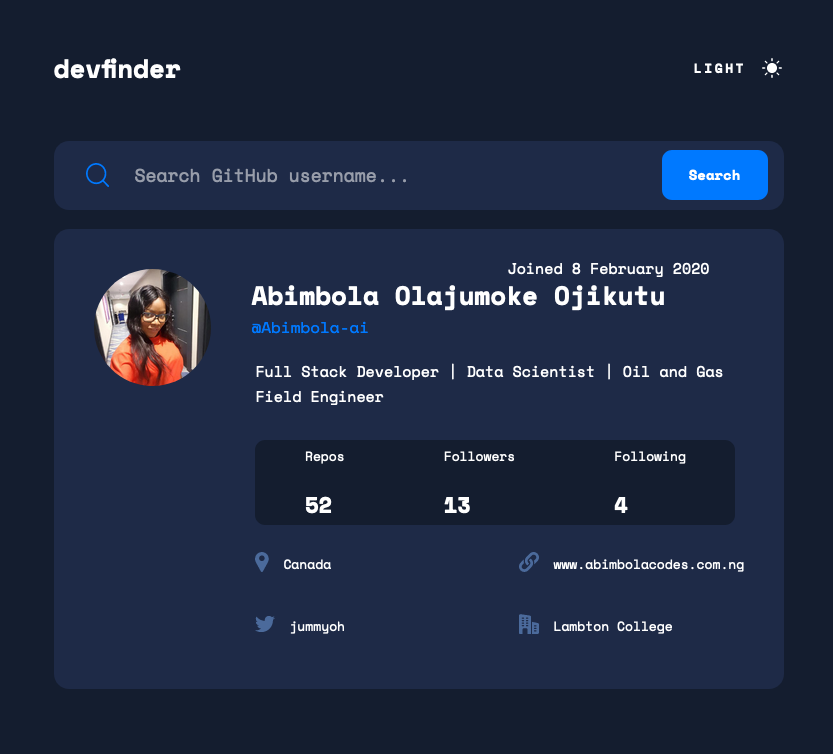 devfinder
LIGHT
Search GitHub username...
Search
Joined 8 February 2020
Abimbola Olajumoke Ojikutu
@Abimbola-ai
Full Stack Developer | Data Scientist | Oil and Gas
Field Engineer
Repos Followers Following
52 13 4
Canada www.abimbolacodes.com.ng
jummyoh Lambton College